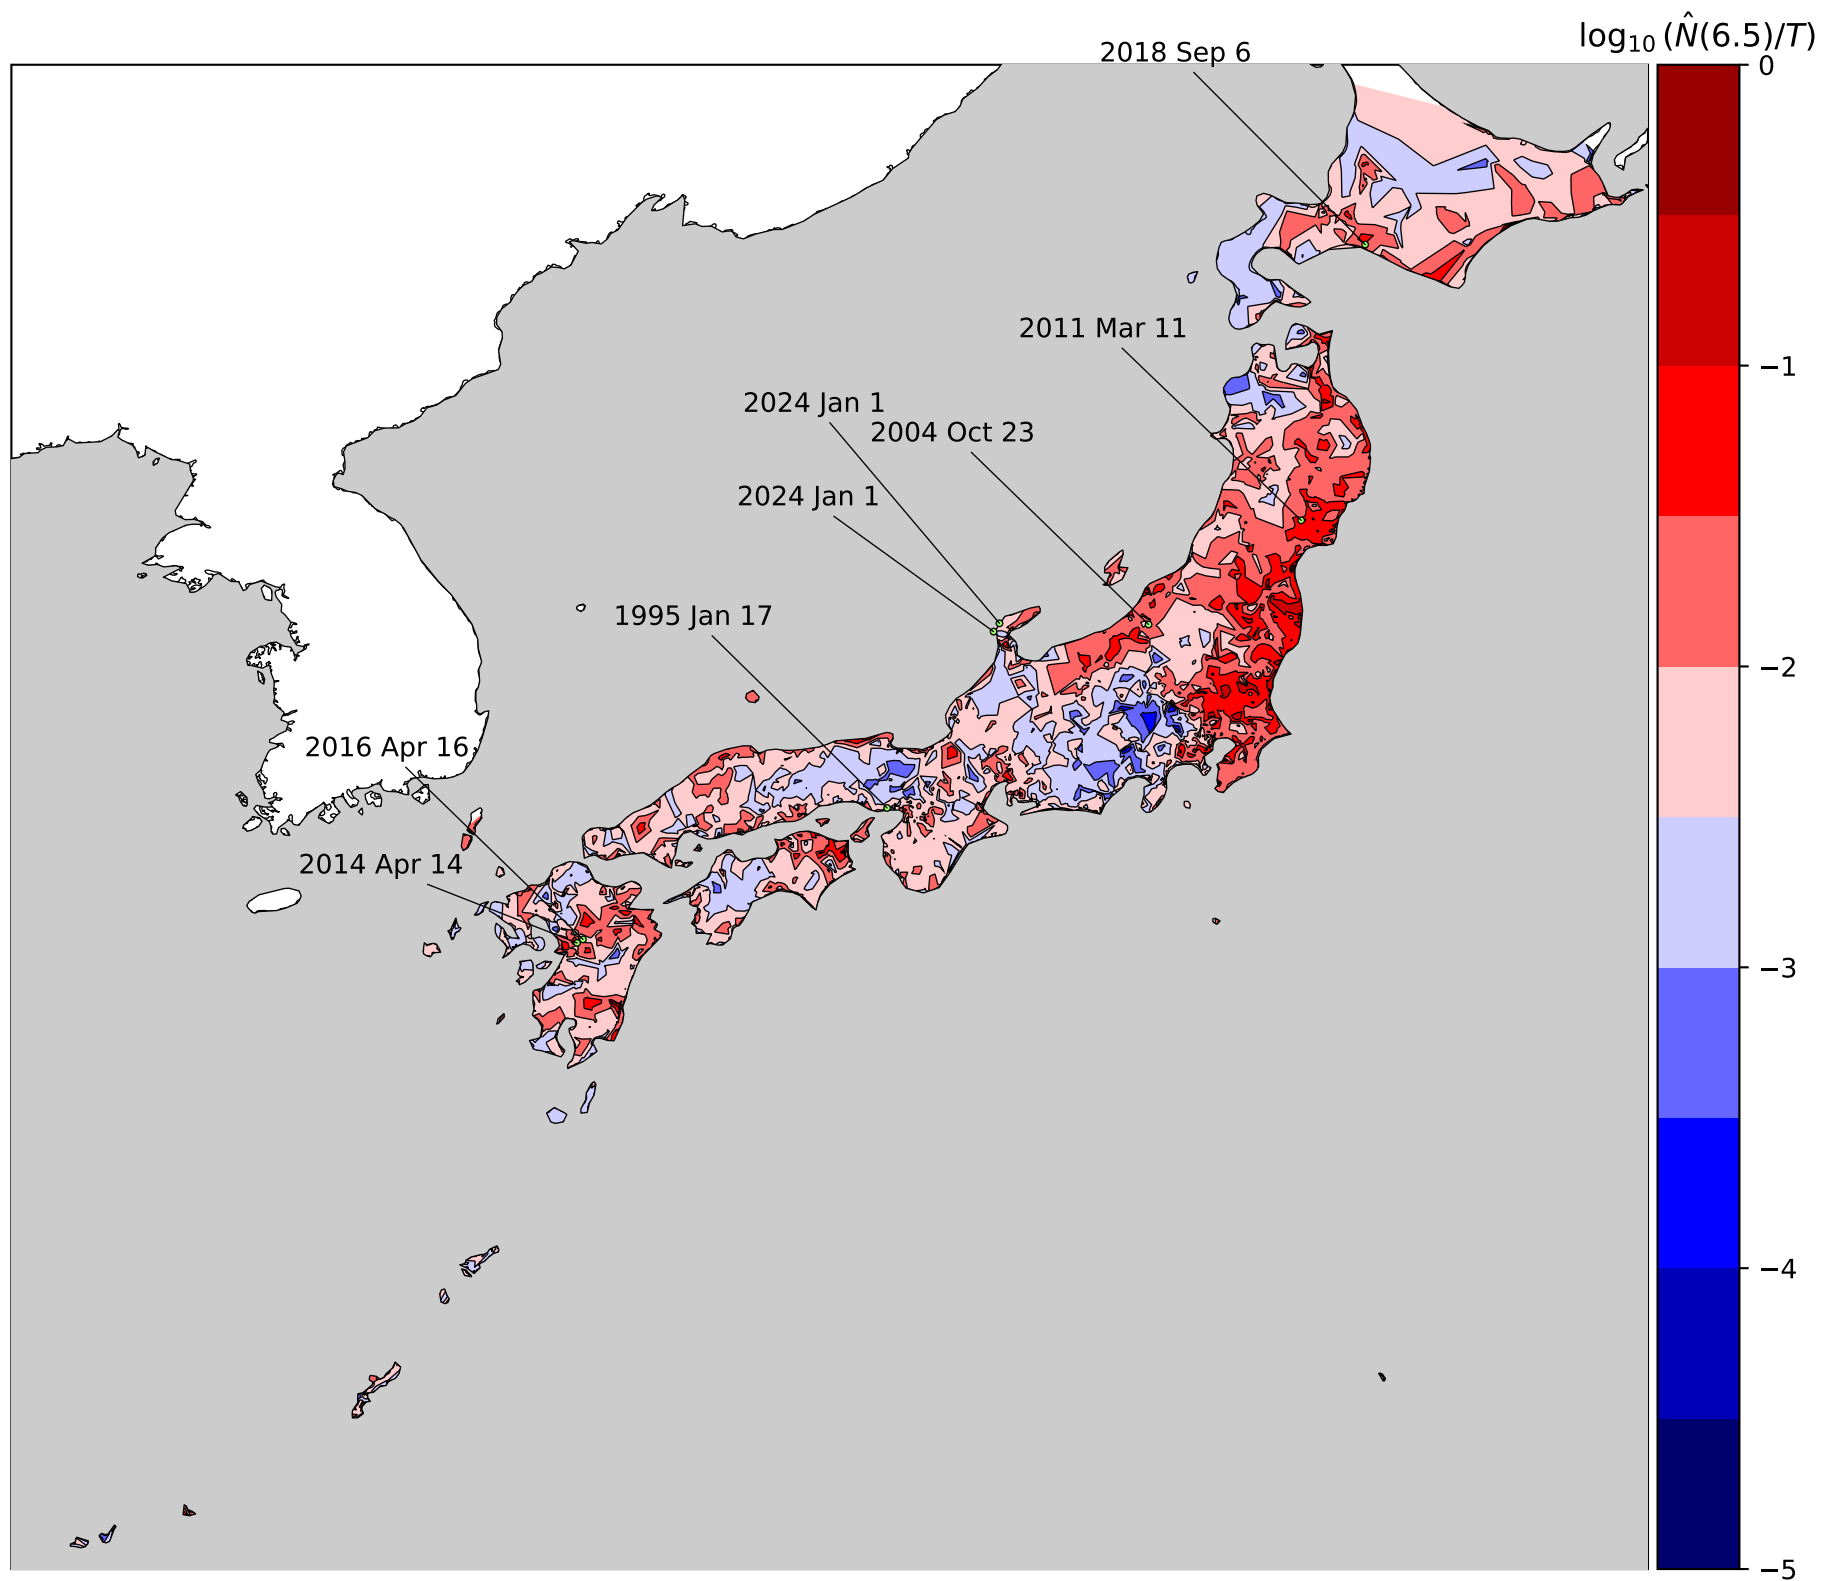 log₁₀(N̂(6.5)/T)
2018 Sep 6
0
2011 Mar 11
−1
2024 Jan 1
2004 Oct 23
2024 Jan 1
1995 Jan 17
−2
2016 Apr 16
2014 Apr 14
−3
−4
−5